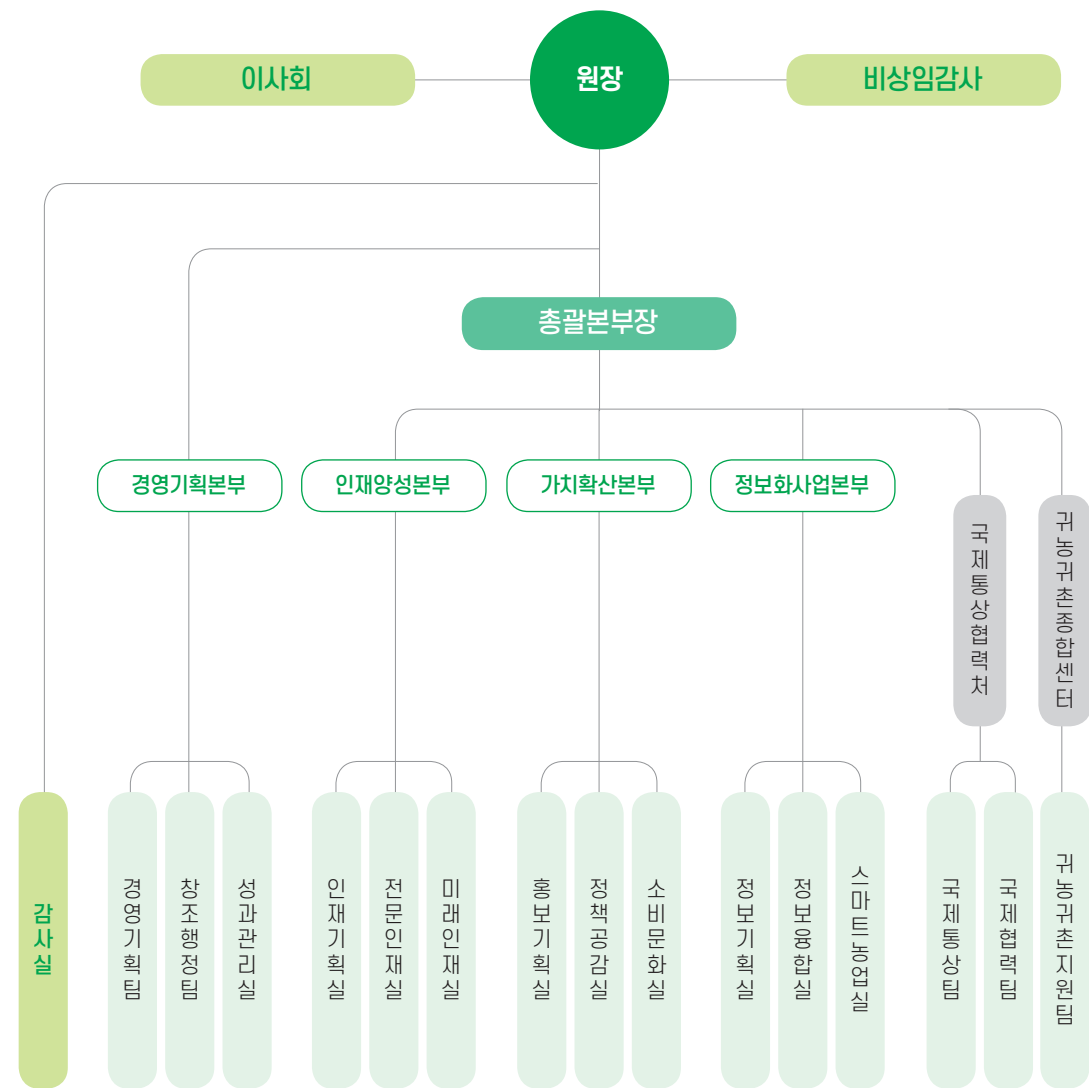 이사회
원장
비상임감사
총괄본부장
경영기획본부
인재양성본부
가치확산본부
정보화사업본부
국제통상협력처
귀농귀촌종합센터
감사실
경영기획팀
창조행정팀
성과관리실
인재기획실
전문인재실
미래인재실
홍보기획실
정책공감실
소비문화실
정보기획실
정보융합실
스마트농업실
국제통상팀
국제협력팀
귀농귀촌지원팀